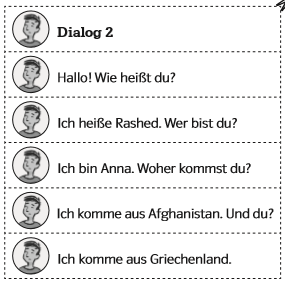 Dialog 2
Hallo! Wie heißt du?
Ich heiße Rashed. Wer bist du?
Ich bin Anna. Woher kommst du?
Ich komme aus Afghanistan. Und du?
Ich komme aus Griechenland.